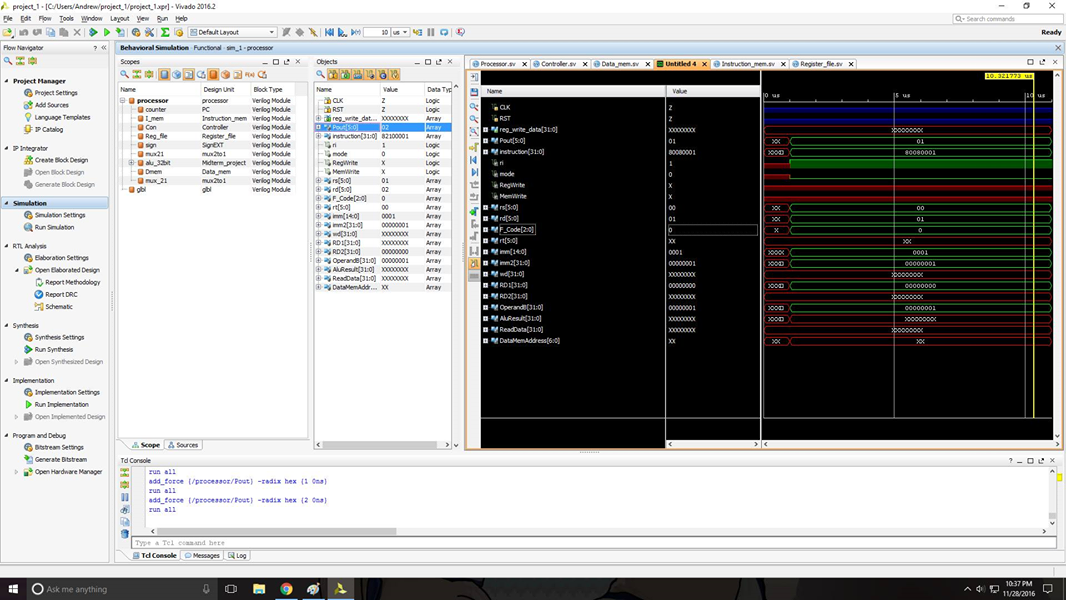 project_1 - [C:/Users/Andrew/project_1/project_1.xpr] - Vivado 2016.2
File Edit Flow Tools Window Layout View Run Help
Search commands
Default Layout
10 us
Ready
Flow Navigator
Behavioral Simulation - Functional - sim_1 - processor
Project Manager
Project Settings
Add Sources
Language Templates
IP Catalog
IP Integrator
Create Block Design
Open Block Design
Generate Block Design
Simulation
Simulation Settings
Run Simulation
RTL Analysis
Elaboration Settings
Open Elaborated Design
Report Methodology
Report DRC
Schematic
Synthesis
Synthesis Settings
Run Synthesis
Open Synthesized Design
Implementation
Implementation Settings
Run Implementation
Open Implemented Design
Program and Debug
Bitstream Settings
Generate Bitstream
Open Hardware Manager
Scopes
Name Design Unit Block Type
processor processor Verilog Module
counter PC Verilog Module
I_mem Instruction_mem Verilog Module
Con Controller Verilog Module
Reg_file Register_file Verilog Module
sign SignEXT Verilog Module
mux21 mux2to1 Verilog Module
alu_32bit Midterm_project Verilog Module
Dmem Data_mem Verilog Module
mux_21 mux2to1 Verilog Module
glbl glbl Verilog Module
Scope Sources
Objects
Name Value Data Ty
CLK Z Logic
RST Z Logic
reg_write_data... XXXXXXXX Array
Pout[5:0] 02 Array
instruction[31:0] 82100001 Array
ri 1 Logic
mode 0 Logic
RegWrite X Logic
MemWrite X Logic
rs[5:0] 01 Array
rd[5:0] 02 Array
F_Code[2:0] 0 Array
rt[5:0] 00 Array
imm[14:0] 0001 Array
imm2[31:0] 00000001 Array
wd[31:0] XXXXXXXX Array
RD1[31:0] XXXXXXXX Array
RD2[31:0] XXXXXXXX Array
OperandB[31:0] 00000001 Array
AluResult[31:0] XXXXXXXX Array
ReadData[31:0] XXXXXXXX Array
DataMemAddr... XX Array
Processor.sv Controller.sv Data_mem.sv Untitled 4 Instruction_mem.sv Register_file.sv
10.321773 us
Name Value
0 us 5 us 10 us
CLK Z
RST Z
reg_write_data[31:0] XXXXXXXX XXXXXXXX
Pout[5:0] 01 XX 01
instruction[31:0] 80080001 80080001
ri 1
mode 0
RegWrite X
MemWrite X
rs[5:0] 00 XX 00
rd[5:0] 01 XX 01
F_Code[2:0] 0 X 0
rt[5:0] XX XX
imm[14:0] 0001 XXXX 0001
imm2[31:0] 00000001 00000001
wd[31:0] XXXXXXXX XXXXXXXX
RD1[31:0] 00000000 00000000
RD2[31:0] XXXXXXXX XXXXXXXX
OperandB[31:0] 00000001 00000001
AluResult[31:0] XXXXXXXX XXXXXXXX
ReadData[31:0] XXXXXXXX XXXXXXXX
DataMemAddress[6:0] XX XX XX
Tcl Console
run all
add_force {/processor/Pout} -radix hex {1 0ns}
run all
add_force {/processor/Pout} -radix hex {2 0ns}
run all
Type a Tcl command here
Tcl Console Messages Log
Ask me anything
10:37 PM
11/28/2016